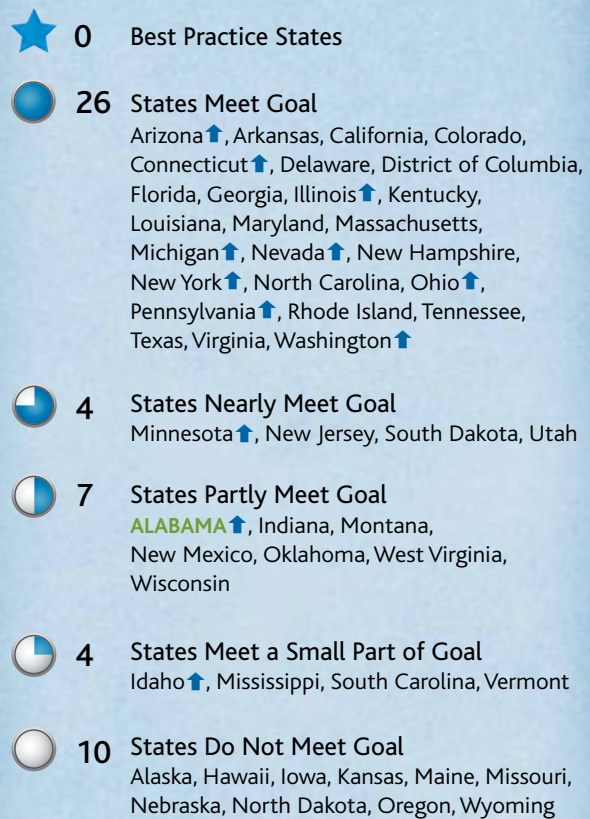 0 Best Practice States
26 States Meet Goal
Arizona⬆, Arkansas, California, Colorado,
Connecticut⬆, Delaware, District of Columbia,
Florida, Georgia, Illinois⬆, Kentucky,
Louisiana, Maryland, Massachusetts,
Michigan⬆, Nevada⬆, New Hampshire,
New York⬆, North Carolina, Ohio⬆,
Pennsylvania⬆, Rhode Island, Tennessee,
Texas, Virginia, Washington⬆
4 States Nearly Meet Goal
Minnesota⬆, New Jersey, South Dakota, Utah
7 States Partly Meet Goal
ALABAMA⬆, Indiana, Montana,
New Mexico, Oklahoma, West Virginia,
Wisconsin
4 States Meet a Small Part of Goal
Idaho⬆, Mississippi, South Carolina, Vermont
10 States Do Not Meet Goal
Alaska, Hawaii, Iowa, Kansas, Maine, Missouri,
Nebraska, North Dakota, Oregon, Wyoming